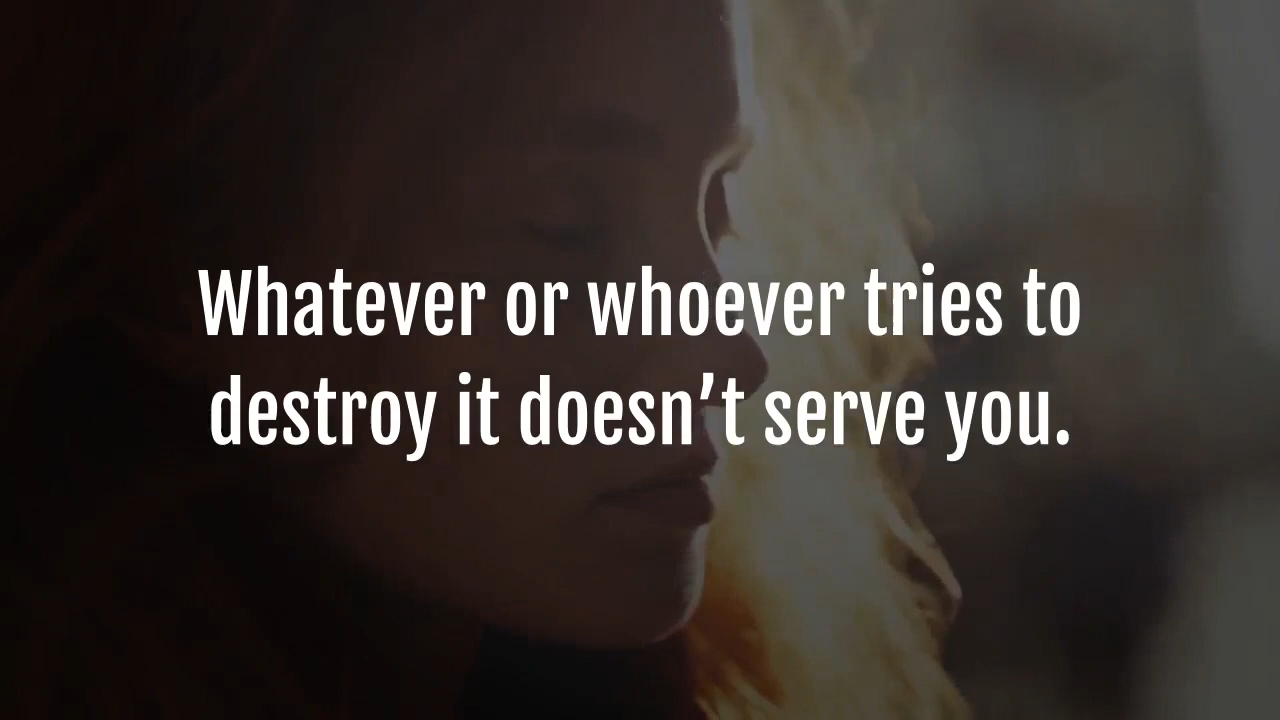 Whatever or whoever tries to
destroy it doesn’t serve you.